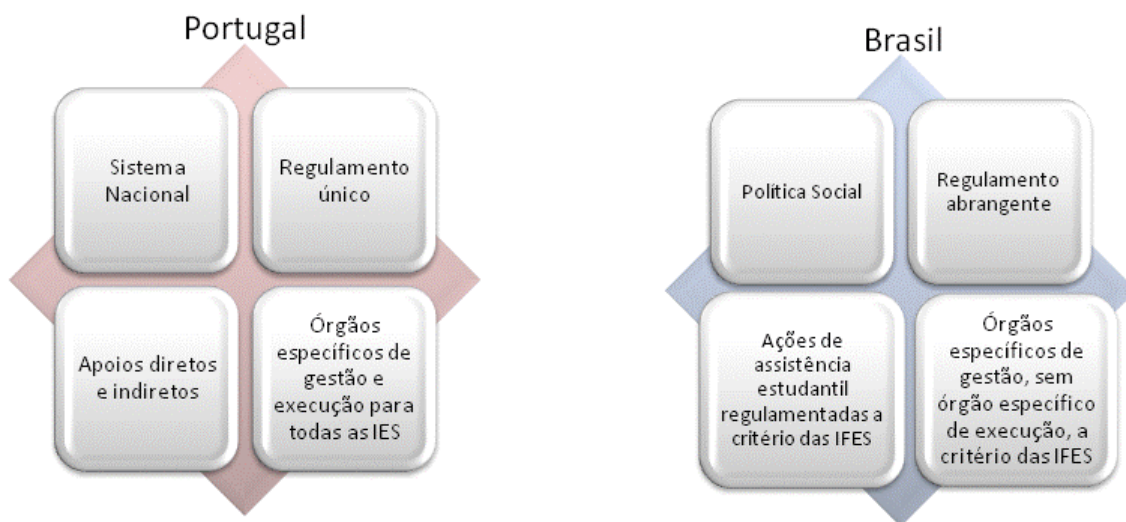 Portugal
Sistema
Nacional
Regulamento
único
Apoios diretos
e indiretos
Órgãos
específicos de
gestão e
execução para
todas as IES
Brasil
Política Social
Regulamento
abrangente
Ações de
assistência
estudantil
regulamentadas a
critério das IFES
Órgãos
específicos de
gestão, sem
órgão específico
de execução, a
critério das IFES